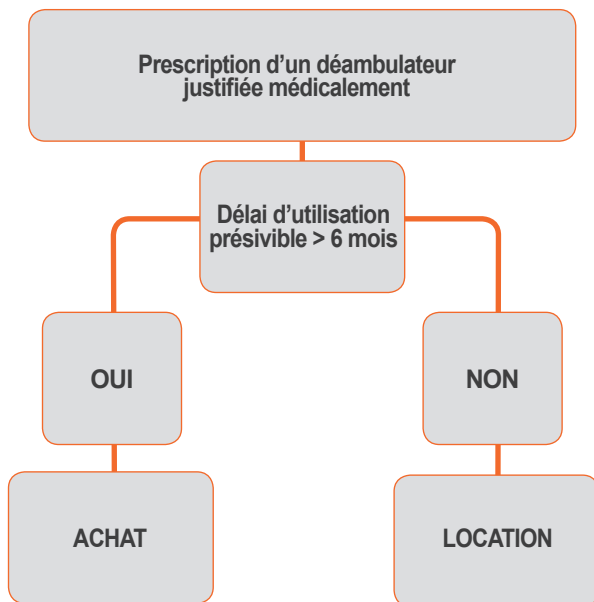 Prescription d’un déambulateur
justifiée médicalement
Délai d’utilisation
présivible > 6 mois
OUI
NON
ACHAT
LOCATION